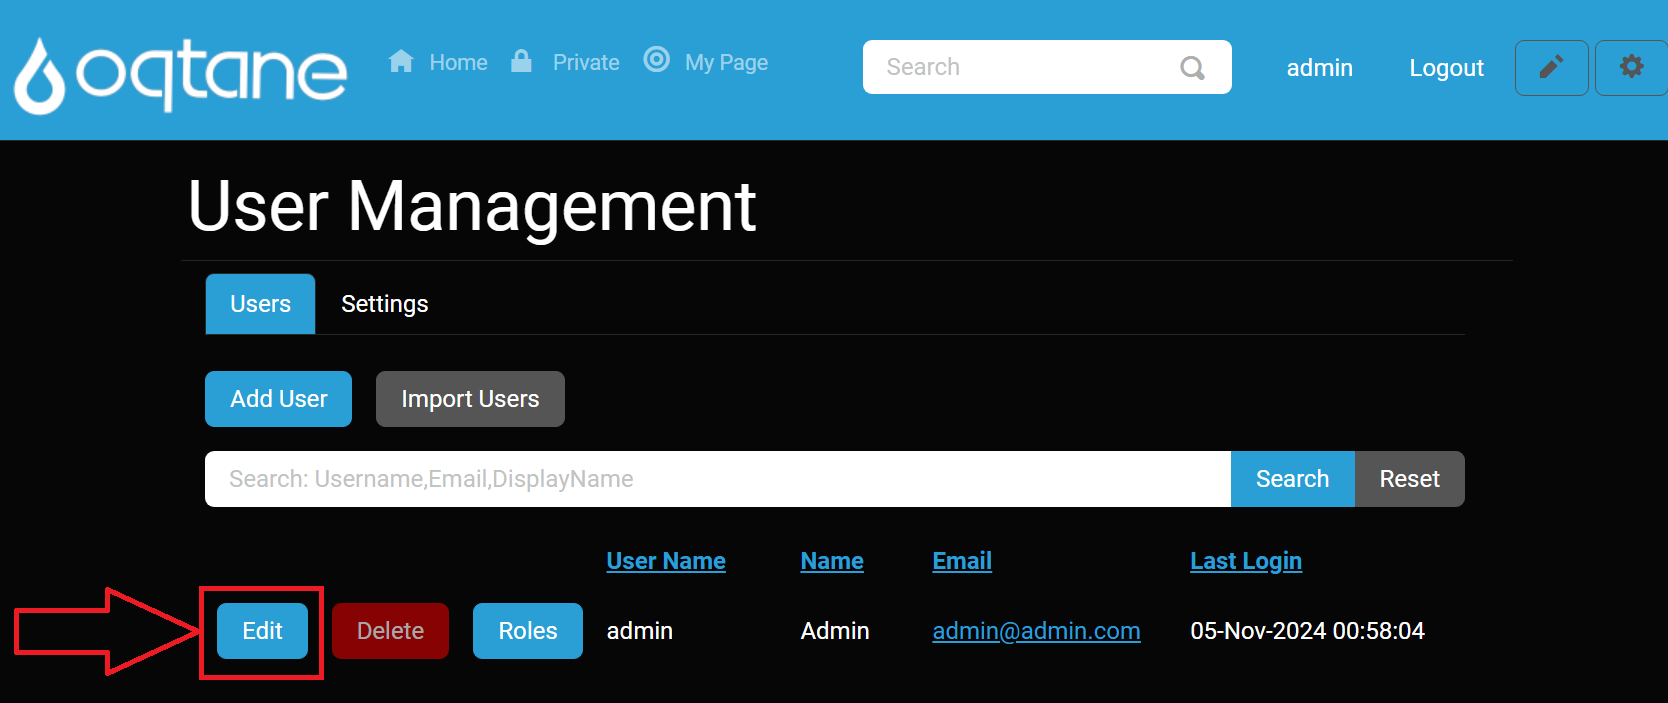 oqtane Home Private My Page Search admin Logout
User Management
Users Settings
Add User Import Users
Search: Username,Email,DisplayName Search Reset
User Name Name Email Last Login
Edit Delete Roles admin Admin admin@admin.com 05-Nov-2024 00:58:04